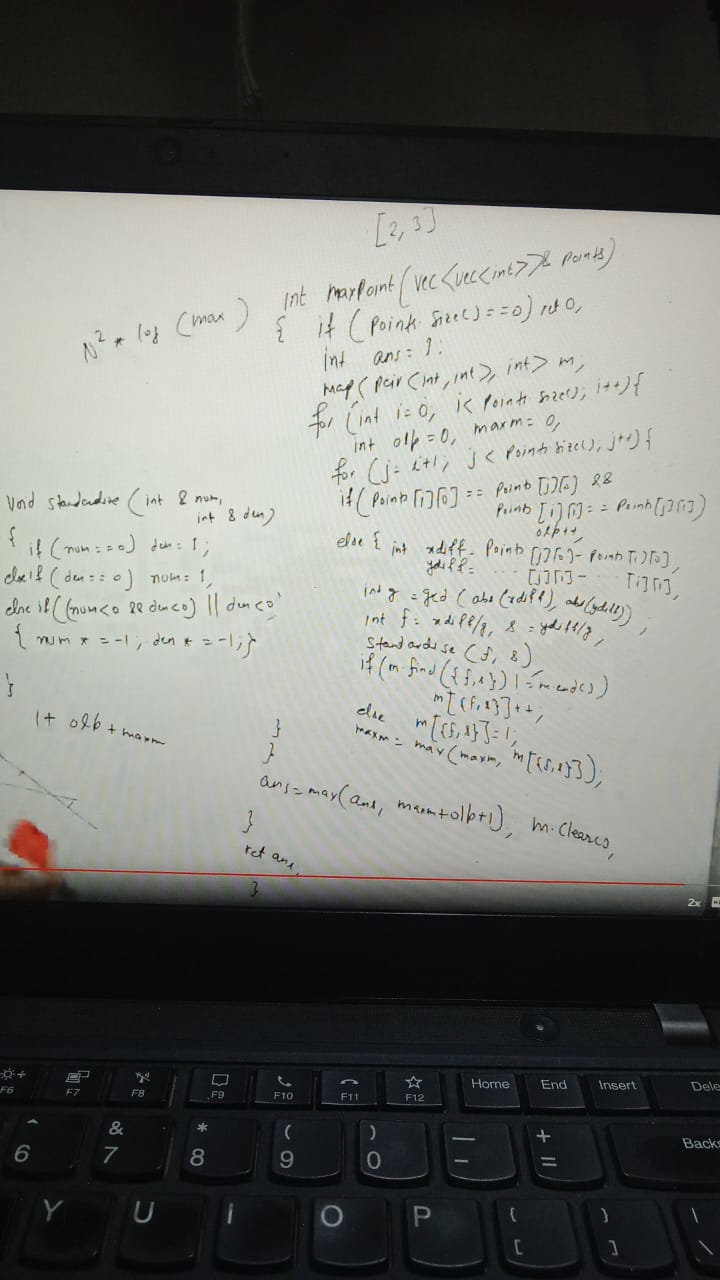 [2,3]
N² * log (max)
int maxPoint (vec<vec<int>>& points)
{ if (points.size() == 0) ret 0;
int ans = 1;
map (pair <int, int>, int> m;
for (int i=0; i< points size(); i++) {
int olp = 0, maxm = 0;
for (j = i+1; j < points size(); j++) {
if (points [i][0] == points [j][0] &&
points [i][1] == points [j][1])
olp++;
else { int xdiff = points [j][0] - points [i][0],
ydiff = ... [j][1] - ... [i][1];
int g = gcd (abs (xdiff), abs(ydiff));
int f = xdiff/g, s = ydiff/g;
standardise (f, s);
if (m.find ({f,s}) != m.end())
m[{f,s}]++;
else m[{f,s}]=1;
maxm = max(maxm, m[{f,s}]);
}
}
ans = max(ans, maxm+olp+1); m.clear();
}
ret ans;
}
Void standardize (int & num,
int & den)
{ if (num == 0) den = 1;
else if (den == 0) num = 1;
else if ((num<0 && den<0) || den<0)
{ num * = -1; den * = -1; }
}
1 + olb + maxm
2x
F6 F7 F8 F9 F10 F11 F12 Home End Insert Dele
^ & * ( ) — +
6 7 8 9 0 - = Back
Y U I O P { } |
[ ] \